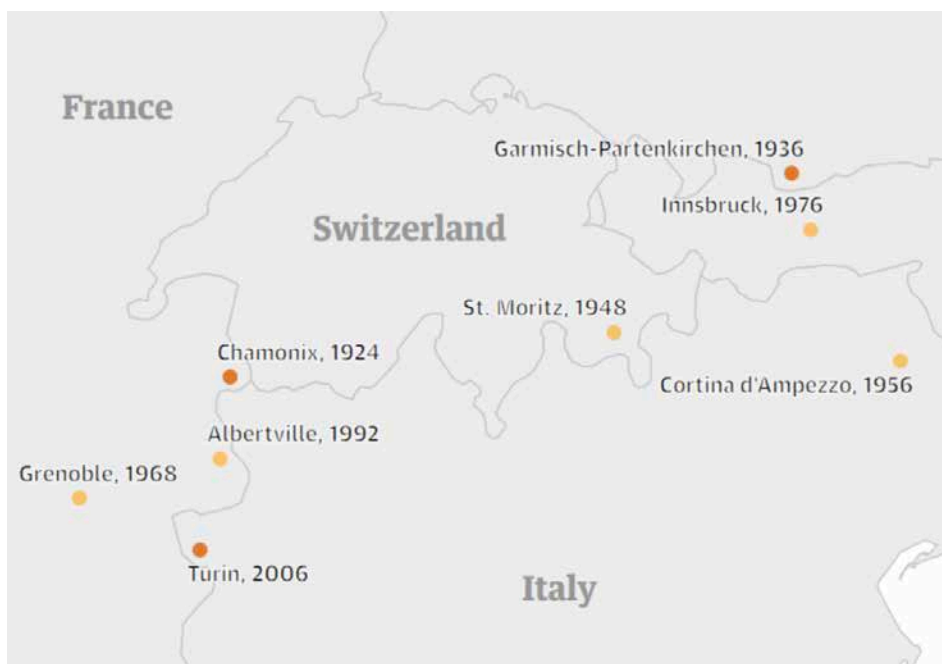 France
Garmisch-Partenkirchen, 1936
Innsbruck, 1976
Switzerland
St. Moritz, 1948
Chamonix, 1924
Cortina d'Ampezzo, 1956
Albertville, 1992
Grenoble, 1968
Turin, 2006
Italy